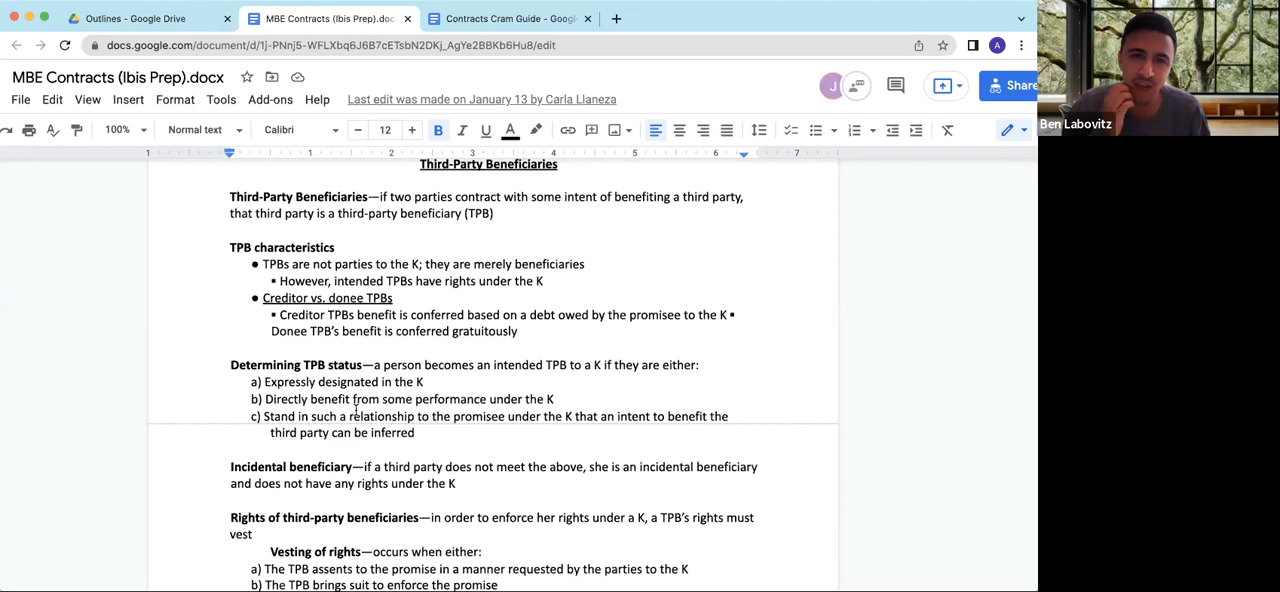 Outlines - Google Drive
MBE Contracts (Ibis Prep).doc
Contracts Cram Guide - Google
docs.google.com/document/d/1j-PNnj5-WFLXbq6J6B7cETsbN2DKj_AgYe2BBKb6Hu8/edit
MBE Contracts (Ibis Prep).docx
File Edit View Insert Format Tools Add-ons Help Last edit was made on January 13 by Carla Llaneza
J
Share
A
100% Normal text Calibri 12 B I U A
1 1 2 3 4 5 6 7
Ben Labovitz
Third-Party Beneficiaries
Third-Party Beneficiaries—if two parties contract with some intent of benefiting a third party,
that third party is a third-party beneficiary (TPB)
TPB characteristics
● TPBs are not parties to the K; they are merely beneficiaries
▪ However, intended TPBs have rights under the K
● Creditor vs. donee TPBs
▪ Creditor TPBs benefit is conferred based on a debt owed by the promisee to the K ▪
Donee TPB’s benefit is conferred gratuitously
Determining TPB status—a person becomes an intended TPB to a K if they are either:
a) Expressly designated in the K
b) Directly benefit from some performance under the K
c) Stand in such a relationship to the promisee under the K that an intent to benefit the
third party can be inferred
Incidental beneficiary—if a third party does not meet the above, she is an incidental beneficiary
and does not have any rights under the K
Rights of third-party beneficiaries—in order to enforce her rights under a K, a TPB’s rights must
vest
Vesting of rights—occurs when either:
a) The TPB assents to the promise in a manner requested by the parties to the K
b) The TPB brings suit to enforce the promise